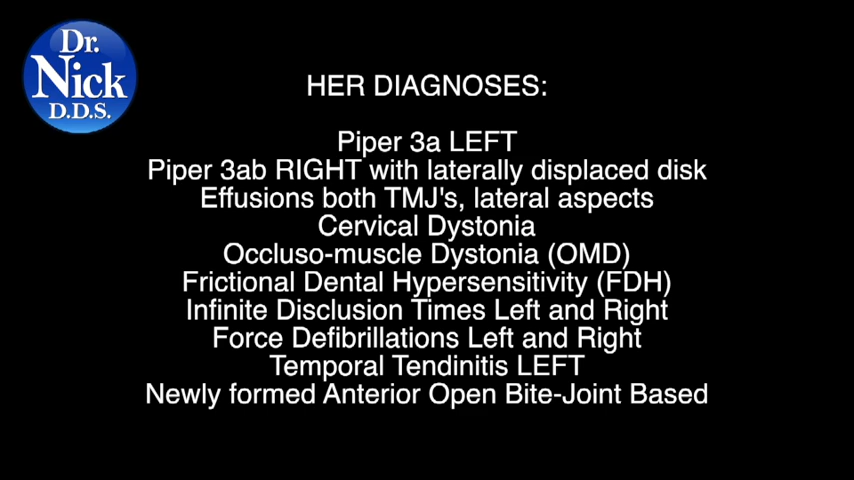 Dr.
Nick
D.D.S.
HER DIAGNOSES:
Piper 3a LEFT
Piper 3ab RIGHT with laterally displaced disk
Effusions both TMJ's, lateral aspects
Cervical Dystonia
Occluso-muscle Dystonia (OMD)
Frictional Dental Hypersensitivity (FDH)
Infinite Disclusion Times Left and Right
Force Defibrillations Left and Right
Temporal Tendinitis LEFT
Newly formed Anterior Open Bite-Joint Based